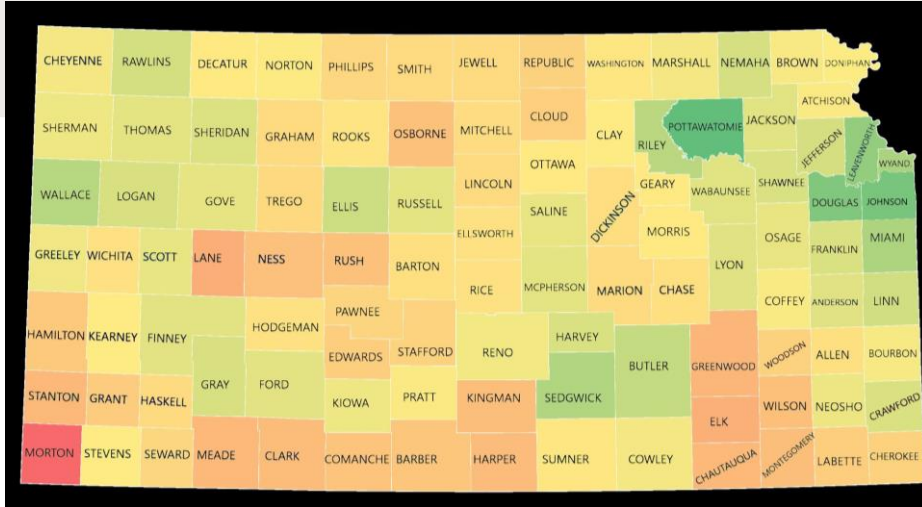 CHEYENNE RAWLINS DECATUR NORTON PHILLIPS SMITH JEWELL REPUBLIC WASHINGTON MARSHALL NEMAHA BROWN DONIPHAN
ATCHISON
SHERMAN THOMAS SHERIDAN GRAHAM ROOKS OSBORNE MITCHELL CLOUD CLAY RILEY POTTAWATOMIE JACKSON JEFFERSON LEAVENWORTH WYAND.
OTTAWA
WALLACE LOGAN GOVE TREGO ELLIS RUSSELL LINCOLN SALINE DICKINSON GEARY WABAUNSEE SHAWNEE DOUGLAS JOHNSON
ELLSWORTH MORRIS
GREELEY WICHITA SCOTT LANE NESS RUSH BARTON LYON OSAGE FRANKLIN MIAMI
RICE MCPHERSON MARION CHASE
PAWNEE COFFEY ANDERSON LINN
HAMILTON KEARNEY FINNEY HODGEMAN
EDWARDS STAFFORD RENO HARVEY GREENWOOD WOODSON ALLEN BOURBON
GRAY FORD BUTLER
STANTON GRANT HASKELL KIOWA PRATT KINGMAN SEDGWICK ELK WILSON NEOSHO CRAWFORD
MORTON STEVENS SEWARD MEADE CLARK COMANCHE BARBER HARPER SUMNER COWLEY CHAUTAUQUA MONTGOMERY LABETTE CHEROKEE